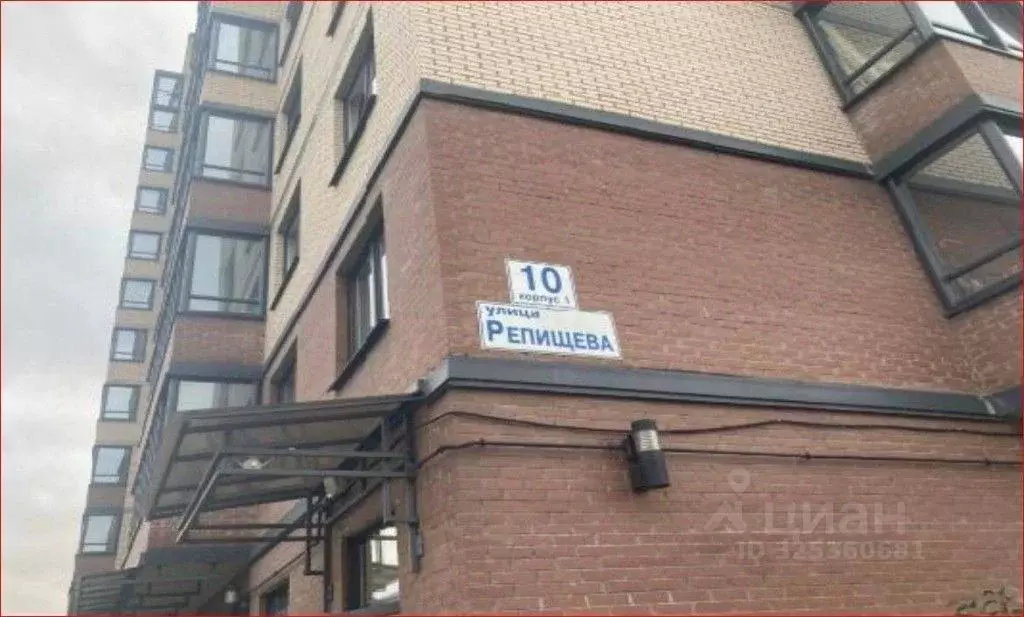 10
корпус 1
улица
РЕПИЩЕВА
циан
ID 325360681